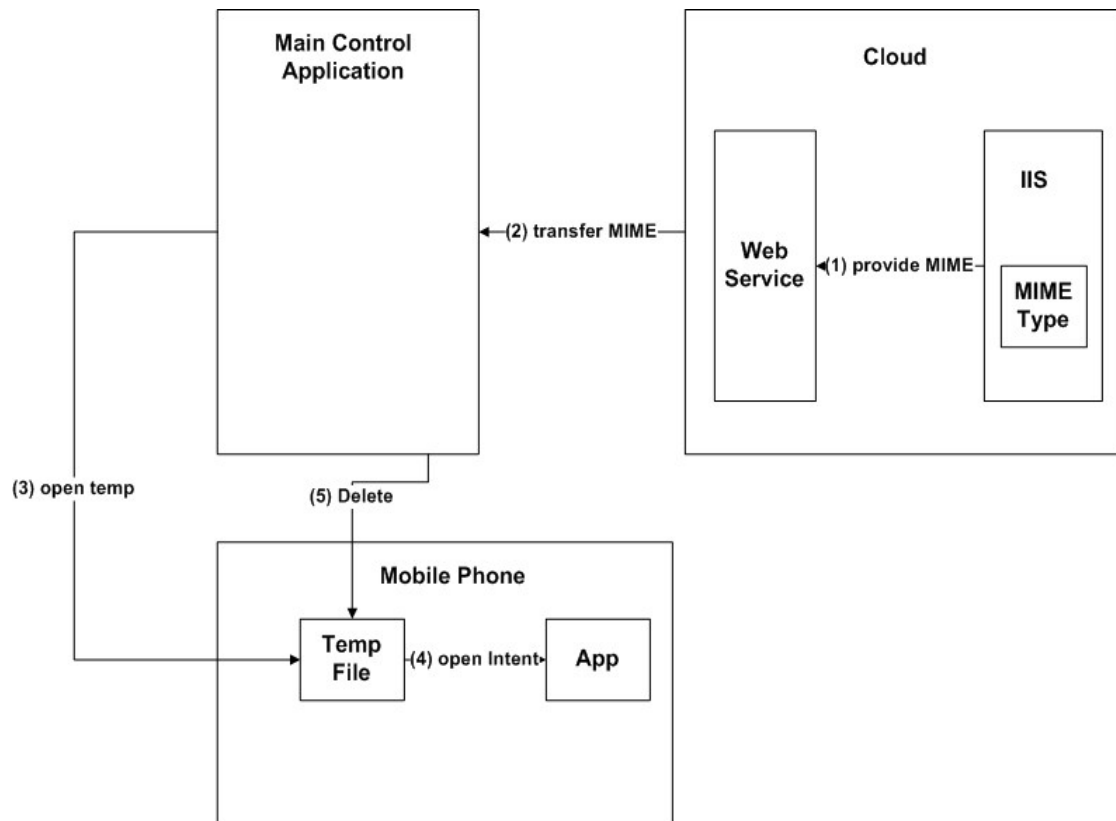 Main Control
Application
Cloud
IIS
(2) transfer MIME
Web
Service
(1) provide MIME
MIME
Type
(3) open temp
(5) Delete
Mobile Phone
Temp
File
(4) open Intent
App